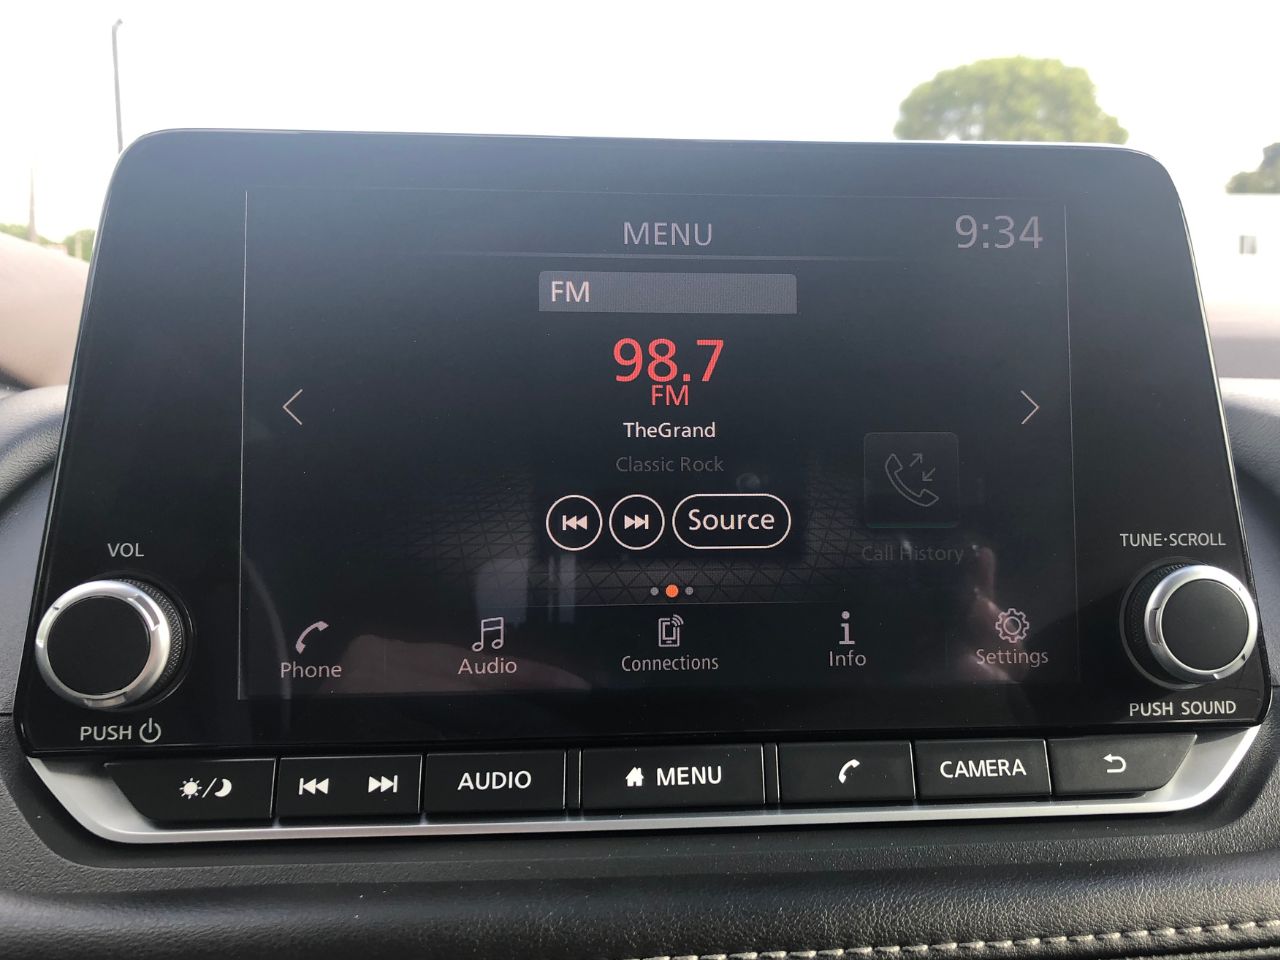 MENU
9:34
FM
98.7
FM
TheGrand
Classic Rock
Source
Call History
Phone
Audio
Connections
Info
Settings
VOL
PUSH
TUNE·SCROLL
PUSH SOUND
AUDIO
MENU
CAMERA